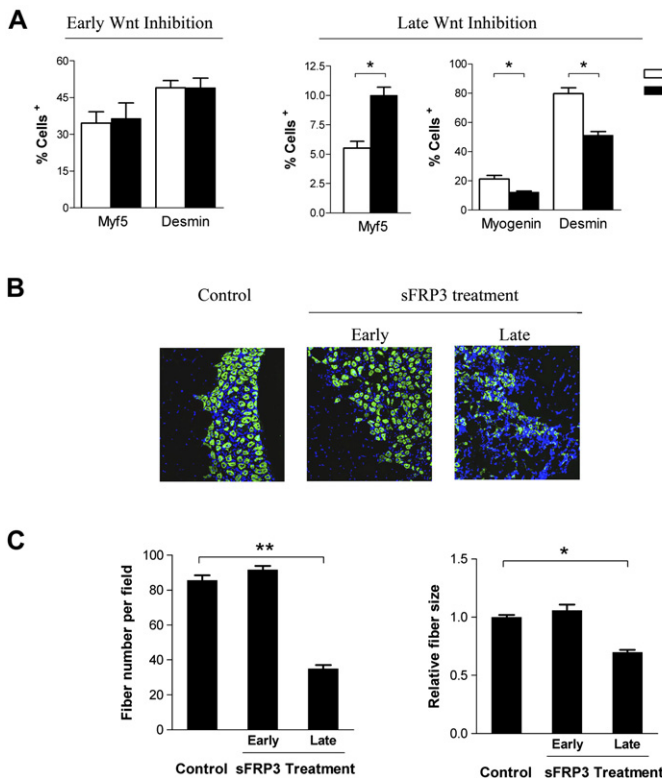 A
Early Wnt Inhibition
Late Wnt Inhibition
% Cells +
60
45
30
15
0
Myf5 Desmin
% Cells +
10.0
7.5
5.0
2.5
0.0
*
Myf5
% Cells +
100
80
60
40
20
0
* *
Myogenin Desmin
B
Control
sFRP3 treatment
Early Late
C
Fiber number per field
100
80
60
40
20
0
**
Early Late
Control sFRP3 Treatment
Relative fiber size
1.5
1.0
0.5
0.0
*
Early Late
Control sFRP3 Treatment